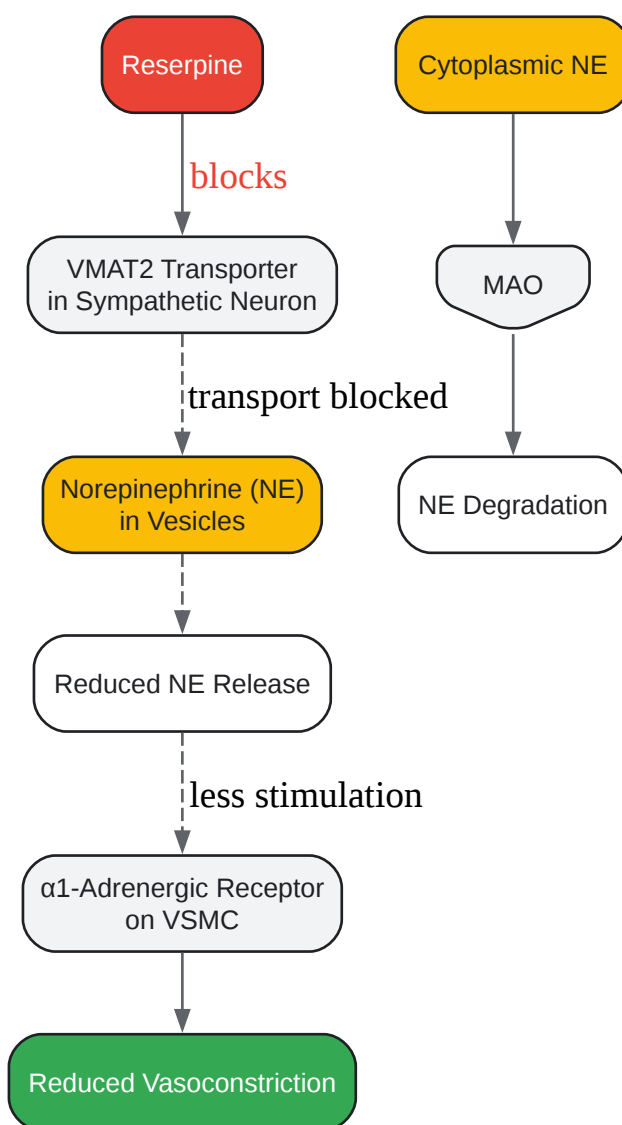 Reserpine
Cytoplasmic NE
blocks
VMAT2 Transporter
in Sympathetic Neuron
MAO
transport blocked
Norepinephrine (NE)
in Vesicles
NE Degradation
Reduced NE Release
less stimulation
α1-Adrenergic Receptor
on VSMC
Reduced Vasoconstriction